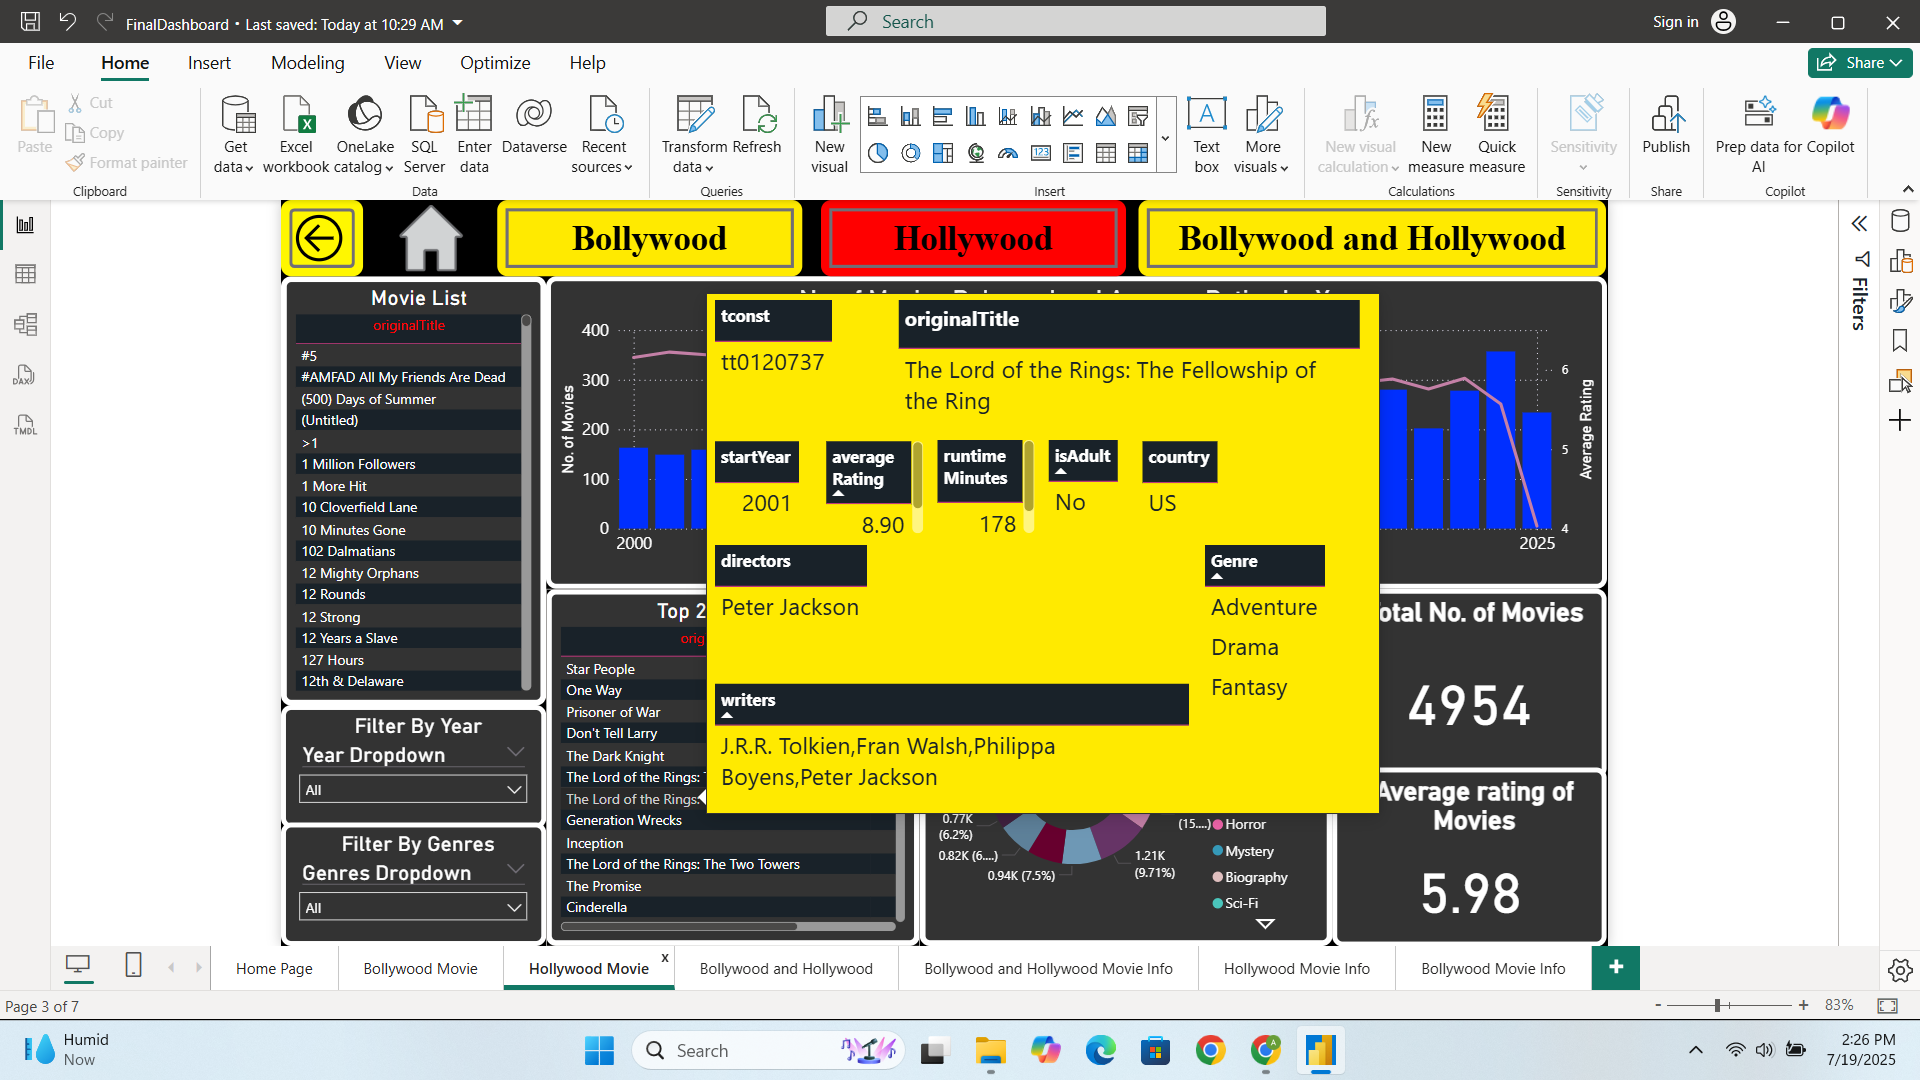 FinalDashboard • Last saved: Today at 10:29 AM
Search
Sign in
File
Home
Insert
Modeling
View
Optimize
Help
Share
Paste
Cut
Copy
Format painter
Clipboard
Get data
Excel workbook
OneLake catalog
SQL Server
Enter data
Dataverse
Recent sources
Data
Transform data
Refresh
Queries
New visual
123
Text box
More visuals
Insert
New visual calculation
New measure
Quick measure
Calculations
Sensitivity
Sensitivity
Publish
Share
Prep data for AI
Copilot
Copilot
DAX
TMDL
Filters
Bollywood
Hollywood
Bollywood and Hollywood
Movie List
originalTitle
#5
#AMFAD All My Friends Are Dead
(500) Days of Summer
(Untitled)
>1
1 Million Followers
1 More Hit
10 Cloverfield Lane
10 Minutes Gone
102 Dalmatians
12 Mighty Orphans
12 Rounds
12 Strong
12 Years a Slave
127 Hours
12th & Delaware
Filter By Year
Year Dropdown
All
Filter By Genres
Genres Dropdown
All
No. of Movies
400
300
200
100
0
2000
2025
6
5
4
Average Rating
tconst
tt0120737
originalTitle
The Lord of the Rings: The Fellowship of
the Ring
startYear
2001
average
Rating
8.90
runtime
Minutes
178
isAdult
No
country
US
directors
Peter Jackson
Genre
Adventure
Drama
Fantasy
writers
J.R.R. Tolkien,Fran Walsh,Philippa
Boyens,Peter Jackson
Top 2
orig
Star People
One Way
Prisoner of War
Don't Tell Larry
The Dark Knight
The Lord of the Rings:
The Lord of the Rings:
Generation Wrecks
Inception
The Lord of the Rings: The Two Towers
The Promise
Cinderella
0.77K
(6.2%)
0.82K (6....)
0.94K (7.5%)
1.21K
(9.71%)
(15....)
Horror
Mystery
Biography
Sci-Fi
otal No. of Movies
4954
Average rating of
Movies
5.98
Home Page
Bollywood Movie
Hollywood Movie
x
Bollywood and Hollywood
Bollywood and Hollywood Movie Info
Hollywood Movie Info
Bollywood Movie Info
+
Page 3 of 7
- + 83%
Humid
Now
Search
2:26 PM
7/19/2025